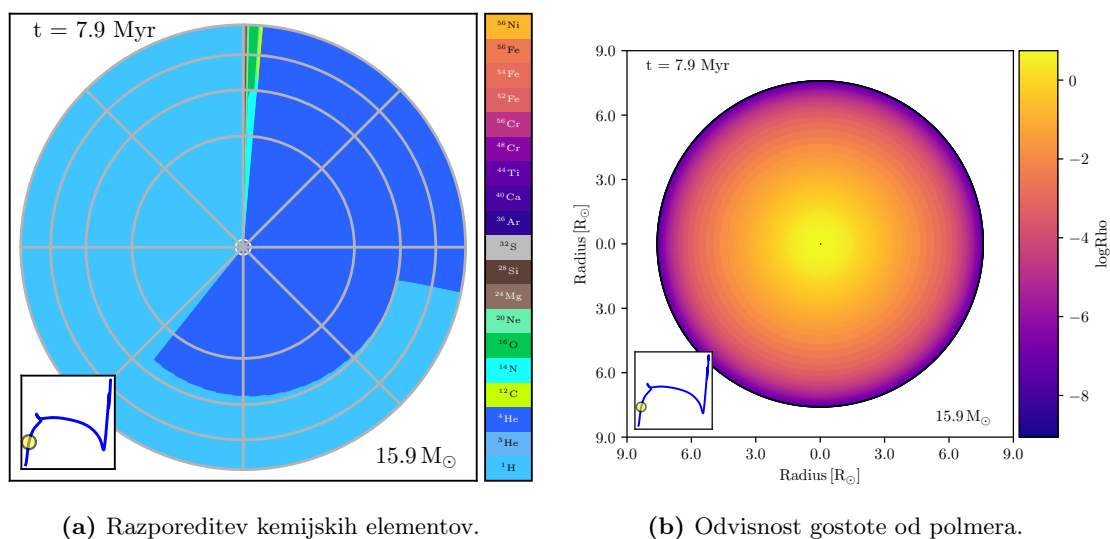 t = 7.9 Myr
15.9 M☉
⁵⁶Ni
⁵⁶Fe
⁵⁴Fe
⁵²Fe
⁵⁶Cr
⁴⁸Cr
⁴⁴Ti
⁴⁰Ca
³⁶Ar
³²S
²⁸Si
²⁴Mg
²⁰Ne
¹⁶O
¹⁴N
¹²C
⁴He
³He
¹H
(a) Razporeditev kemijskih elementov.
t = 7.9 Myr
15.9 M☉
9.0
6.0
3.0
0.0
3.0
6.0
9.0
Radius [R☉]
9.0 6.0 3.0 0.0 3.0 6.0 9.0
Radius [R☉]
0
−2
−4
−6
−8
logRho
(b) Odvisnost gostote od polmera.